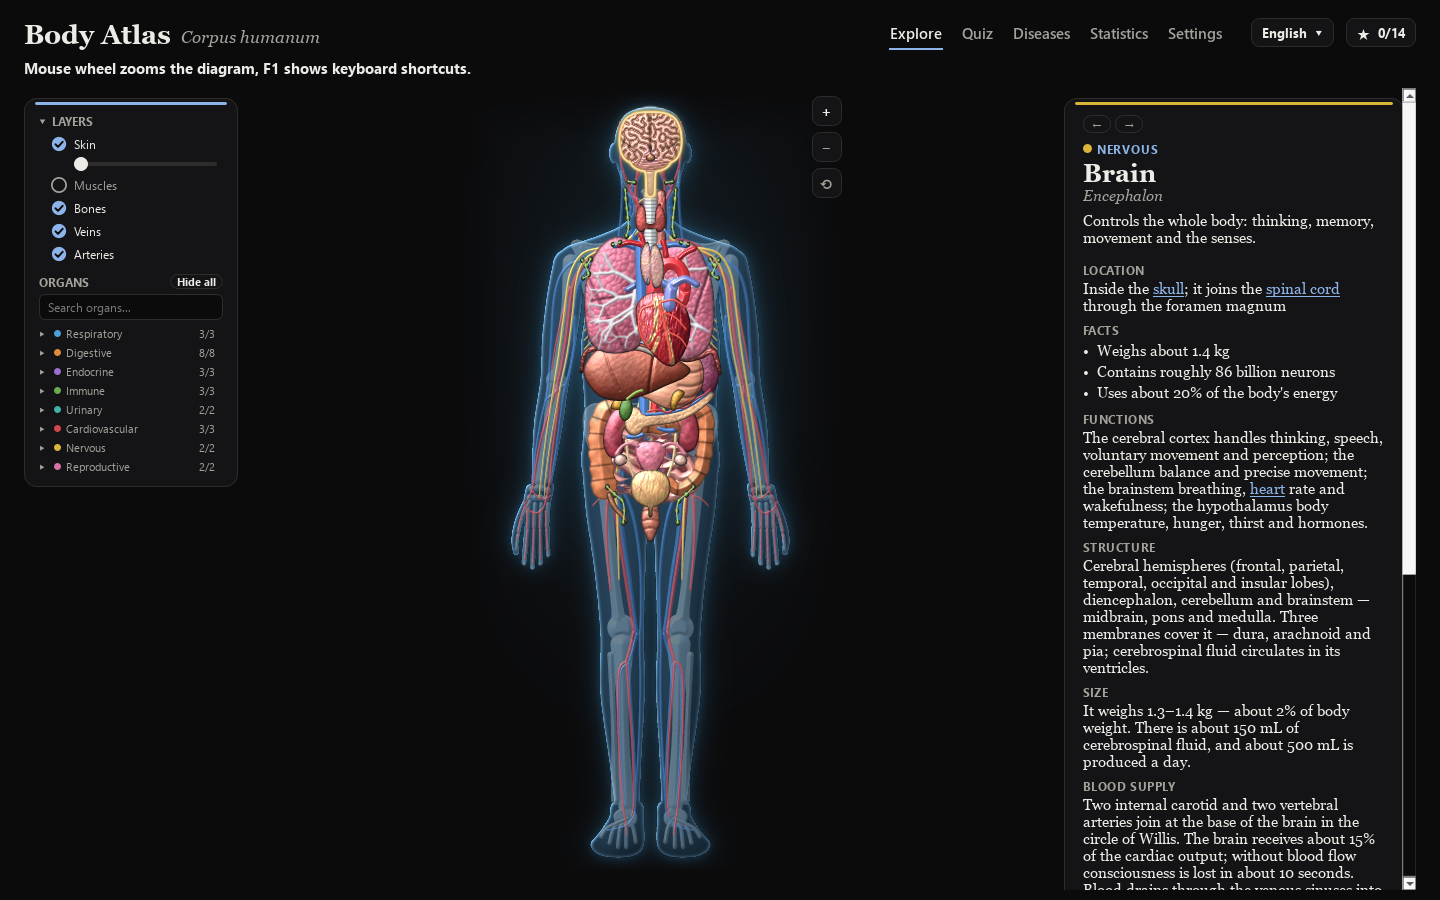 Body Atlas Corpus humanum
Explore Quiz Diseases Statistics Settings English ▼ ★ 0/14
Mouse wheel zooms the diagram, F1 shows keyboard shortcuts.
LAYERS
Skin
Muscles
Bones
Veins
Arteries
ORGANS Hide all
Search organs...
Respiratory 3/3
Digestive 8/8
Endocrine 3/3
Immune 3/3
Urinary 2/2
Cardiovascular 3/3
Nervous 2/2
Reproductive 2/2
+
−
⟲
← →
NERVOUS
Brain
Encephalon
Controls the whole body: thinking, memory,
movement and the senses.
LOCATION
Inside the skull; it joins the spinal cord
through the foramen magnum
FACTS
• Weighs about 1.4 kg
• Contains roughly 86 billion neurons
• Uses about 20% of the body's energy
FUNCTIONS
The cerebral cortex handles thinking, speech,
voluntary movement and perception; the
cerebellum balance and precise movement;
the brainstem breathing, heart rate and
wakefulness; the hypothalamus body
temperature, hunger, thirst and hormones.
STRUCTURE
Cerebral hemispheres (frontal, parietal,
temporal, occipital and insular lobes),
diencephalon, cerebellum and brainstem —
midbrain, pons and medulla. Three
membranes cover it — dura, arachnoid and
pia; cerebrospinal fluid circulates in its
ventricles.
SIZE
It weighs 1.3–1.4 kg — about 2% of body
weight. There is about 150 mL of
cerebrospinal fluid, and about 500 mL is
produced a day.
BLOOD SUPPLY
Two internal carotid and two vertebral
arteries join at the base of the brain in the
circle of Willis. The brain receives about 15%
of the cardiac output; without blood flow
consciousness is lost in about 10 seconds.
Blood drains through the venous sinuses into